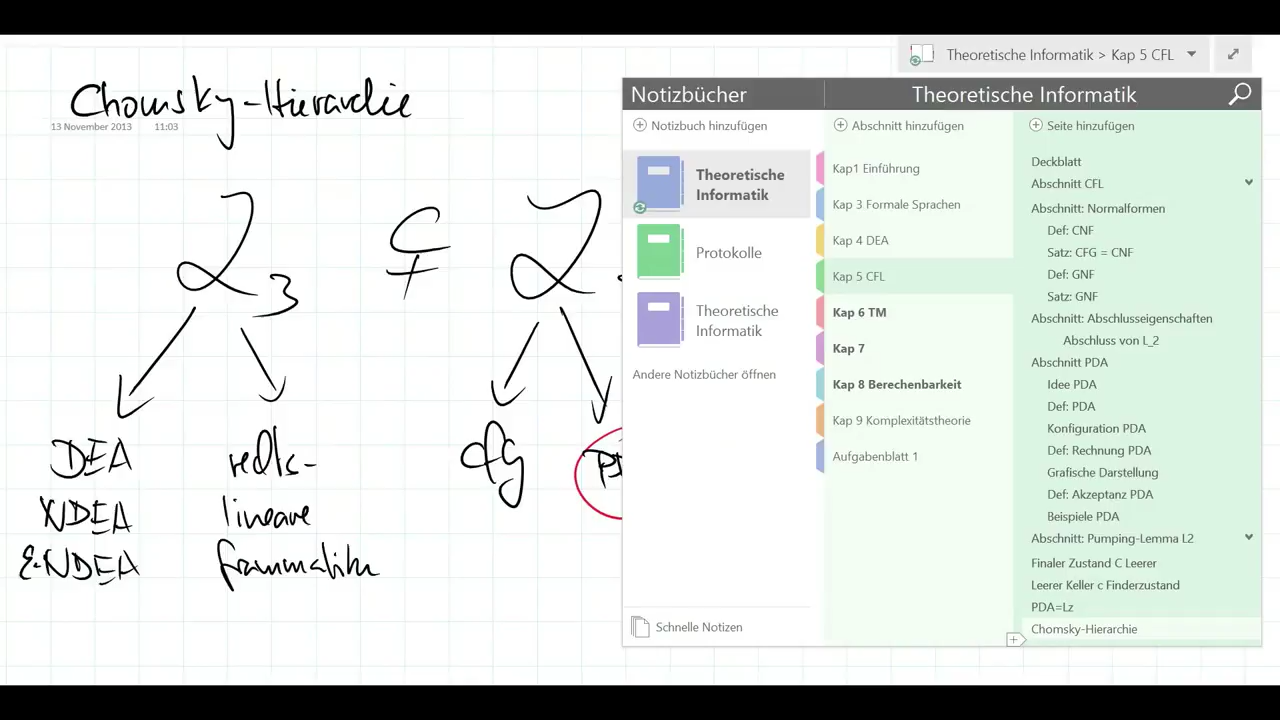 Chomsky-Hierarchie
13 November 2013 11:03
L3 ⊊ L
DEA rechts-
NDEA lineare
ε-NDEA Grammatiken
cfg
Theoretische Informatik > Kap 5 CFL
Notizbücher
Theoretische Informatik
Notizbuch hinzufügen
Abschnitt hinzufügen
Seite hinzufügen
Theoretische
Informatik
Protokolle
Theoretische
Informatik
Andere Notizbücher öffnen
Schnelle Notizen
Kap1 Einführung
Kap 3 Formale Sprachen
Kap 4 DEA
Kap 5 CFL
Kap 6 TM
Kap 7
Kap 8 Berechenbarkeit
Kap 9 Komplexitätstheorie
Aufgabenblatt 1
Deckblatt
Abschnitt CFL
Abschnitt: Normalformen
Def: CNF
Satz: CFG = CNF
Def: GNF
Satz: GNF
Abschnitt: Abschlusseigenschaften
Abschluss von L_2
Abschnitt PDA
Idee PDA
Def: PDA
Konfiguration PDA
Def: Rechnung PDA
Grafische Darstellung
Def: Akzeptanz PDA
Beispiele PDA
Abschnitt: Pumping-Lemma L2
Finaler Zustand C Leerer
Leerer Keller c Finderzustand
PDA=Lz
Chomsky-Hierarchie